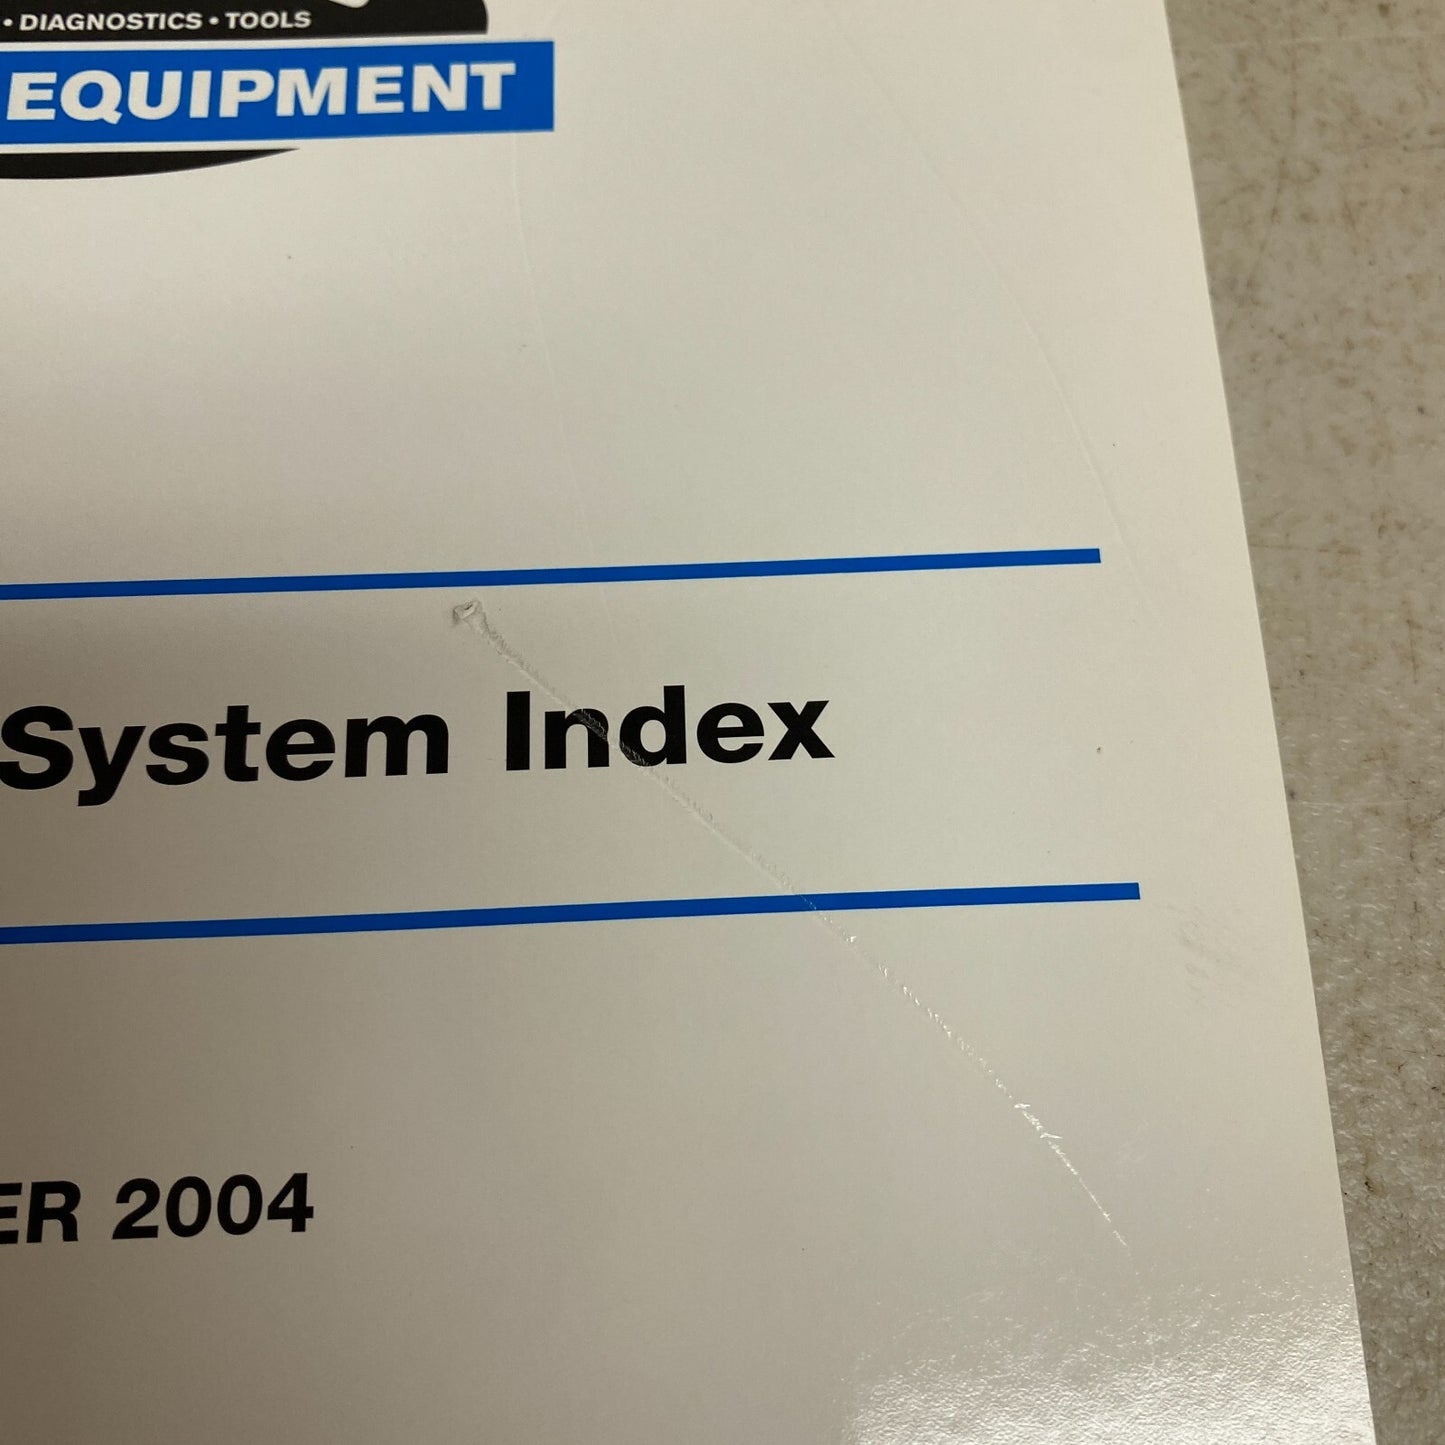 • DIAGNOSTICS • TOOLS
EQUIPMENT
System Index
ER 2004